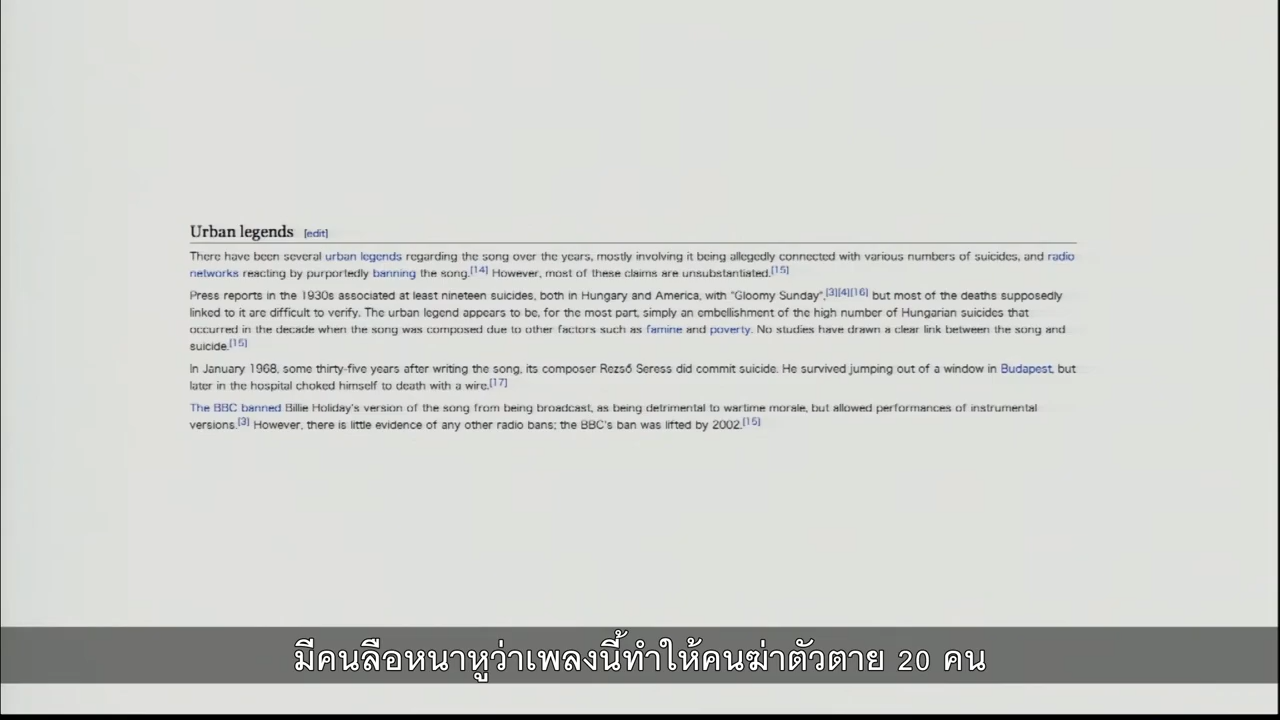 Urban legends [edit]
There have been several urban legends regarding the song over the years, mostly involving it being allegedly connected with various numbers of suicides, and radio
networks reacting by purportedly banning the song.[14] However, most of these claims are unsubstantiated.[15]
Press reports in the 1930s associated at least nineteen suicides, both in Hungary and America, with "Gloomy Sunday",[3][4][16] but most of the deaths supposedly
linked to it are difficult to verify. The urban legend appears to be, for the most part, simply an embellishment of the high number of Hungarian suicides that
occurred in the decade when the song was composed due to other factors such as famine and poverty. No studies have drawn a clear link between the song and
suicide.[15]
In January 1968, some thirty-five years after writing the song, its composer Rezső Seress did commit suicide. He survived jumping out of a window in Budapest, but
later in the hospital choked himself to death with a wire.[17]
The BBC banned Billie Holiday's version of the song from being broadcast, as being detrimental to wartime morale, but allowed performances of instrumental
versions.[3] However, there is little evidence of any other radio bans; the BBC's ban was lifted by 2002.[15]
มีคนลือหนาหูว่าเพลงนี้ทำให้คนฆ่าตัวตาย 20 คน